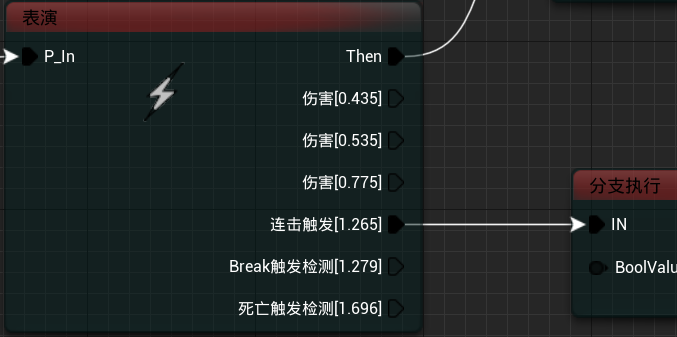 表演
P_In
Then
伤害[0.435]
伤害[0.535]
伤害[0.775]
连击触发[1.265]
Break触发检测[1.279]
死亡触发检测[1.696]
分支执行
IN
BoolValu